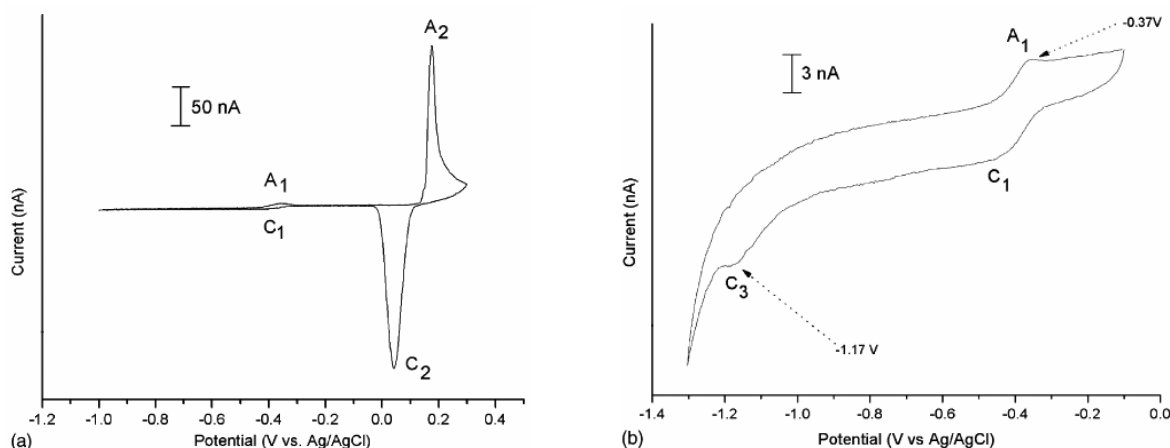 A2
50 nA
A1
C1
C2
Current (nA)
-1.2 -1.0 -0.8 -0.6 -0.4 -0.2 0.0 0.2 0.4
Potential (V vs. Ag/AgCl)
(a)
-0.37V
A1
3 nA
C1
C3
-1.17 V
Current (nA)
-1.4 -1.2 -1.0 -0.8 -0.6 -0.4 -0.2 0.0
Potential (V vs. Ag/AgCl)
(b)